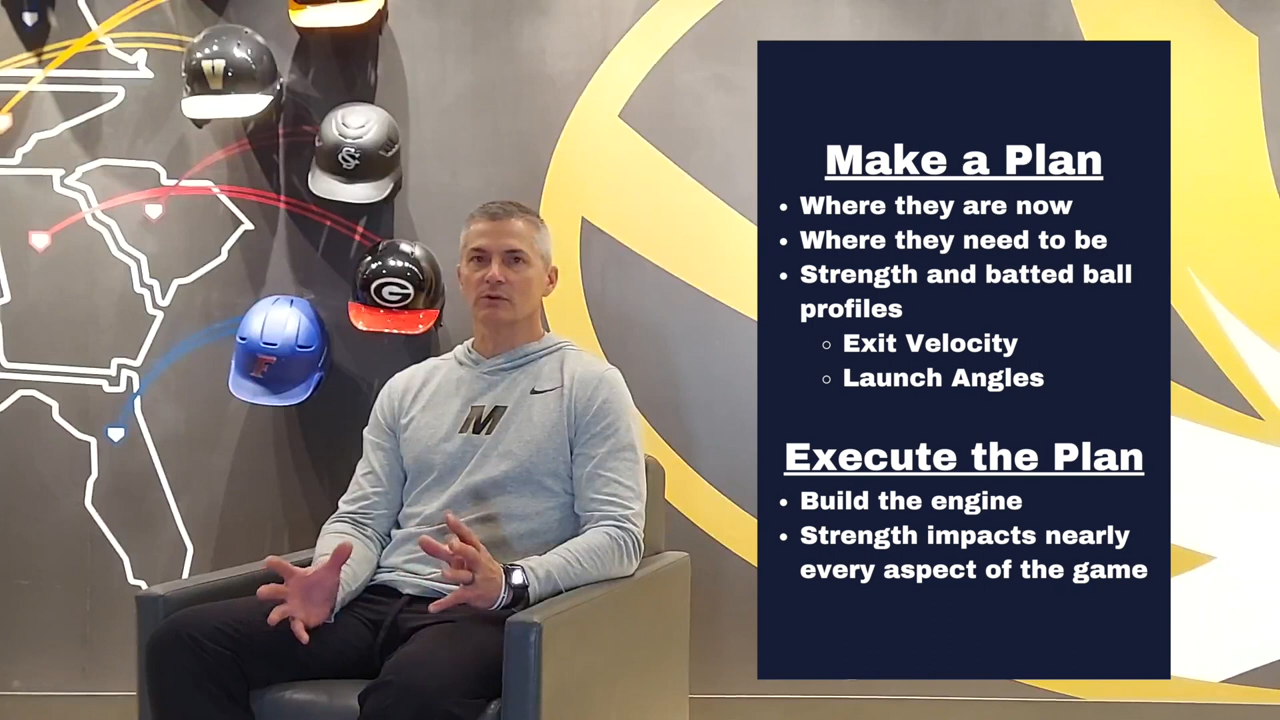 V
SC
G
F
M
Make a Plan
• Where they are now
• Where they need to be
• Strength and batted ball
profiles
◦ Exit Velocity
◦ Launch Angles
Execute the Plan
• Build the engine
• Strength impacts nearly
every aspect of the game